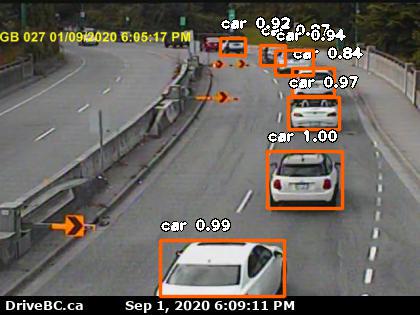 car 0.92
car 0.94
car 0.84
GB 027 01/09/2020 6:05:17 PM
car 0.97
car 1.00
car 0.99
DriveBC.ca Sep 1, 2020 6:09:11 PM